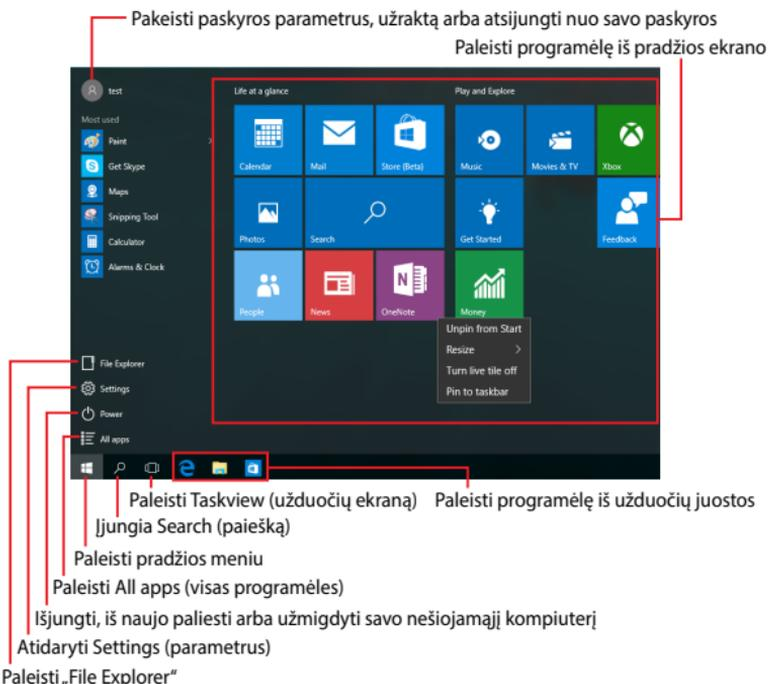 Pakeisti paskyros parametrus, užraktą arba atsijungti nuo savo paskyros
Paleisti programėlę iš pradžios ekrano
test
Life at a glance
Play and Explore
Most used
Paint
Get Skype
Maps
Snipping Tool
Calculator
Alarms & Clock
Calendar
Mail
Store (Beta)
Music
Movies & TV
Xbox
Photos
Search
Get Started
Feedback
People
News
OneNote
Money
Unpin from Start
Resize
Turn live tile off
Pin to taskbar
File Explorer
Settings
Power
All apps
Paleisti Taskview (užduočių ekraną)
Paleisti programėlę iš užduočių juostos
Įjungia Search (paiešką)
Paleisti pradžios meniu
Paleisti All apps (visas programėles)
Išjungti, iš naujo paliesti arba užmigdyti savo nešiojamąjį kompiuterį
Atidaryti Settings (parametrus)
Paleisti „File Explorer“